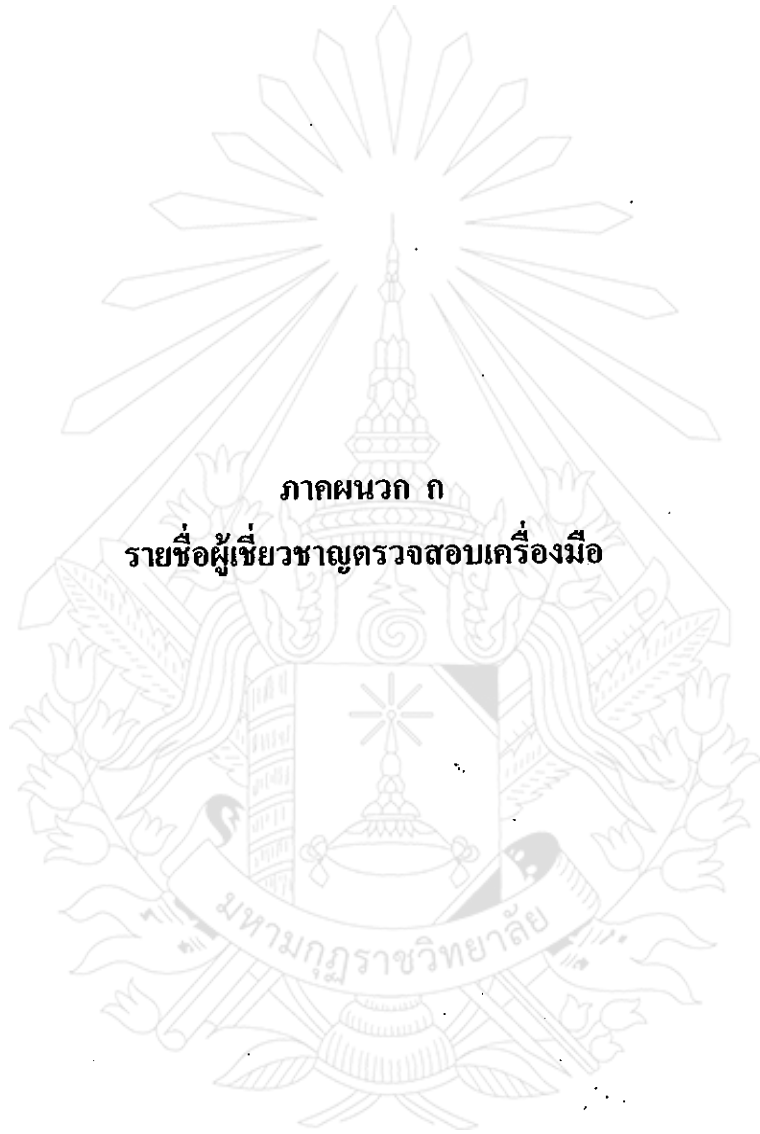 ภาคผนวก ก
รายชื่อผู้เชี่ยวชาญตรวจสอบเครื่องมือ
มหามกุฏราชวิทยาลัย